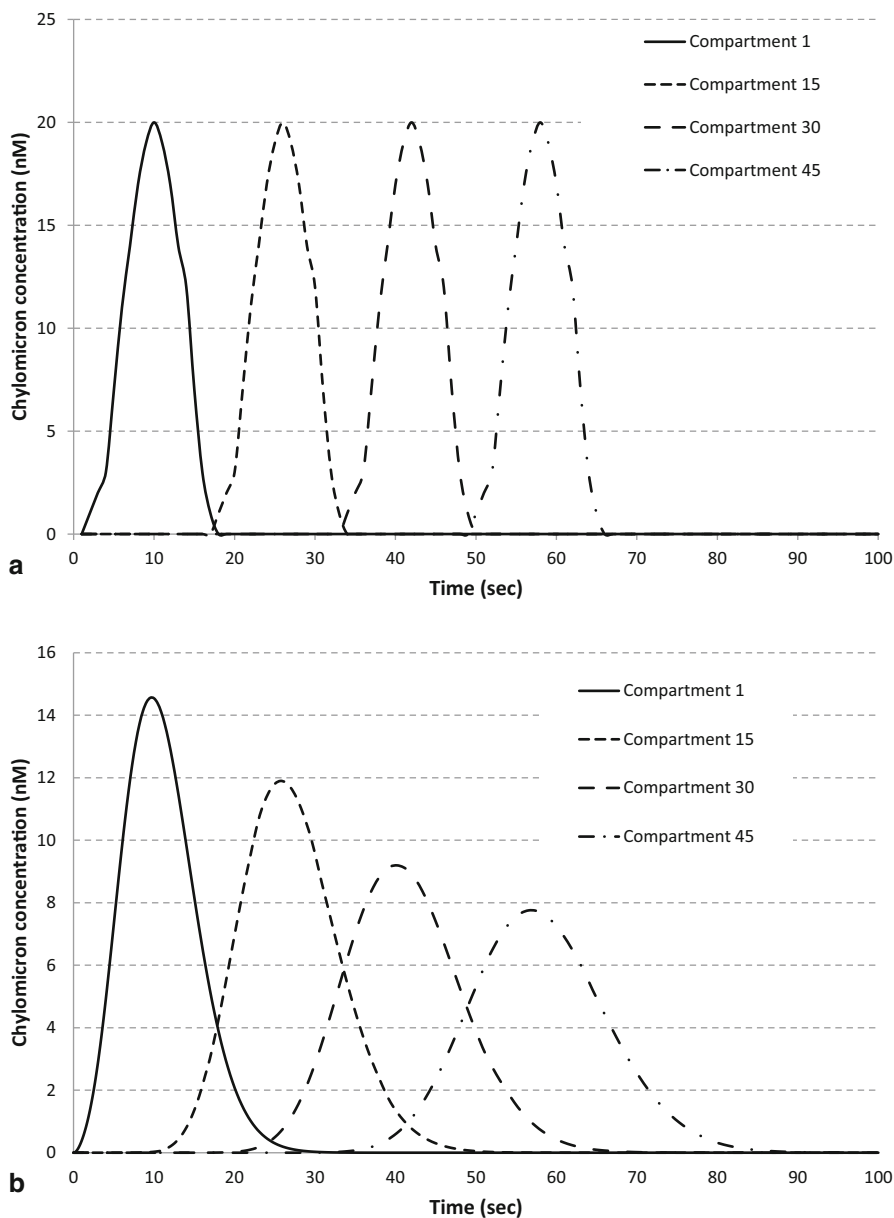 25
20
15
10
5
0
Chylomicron concentration (nM)
Compartment 1
Compartment 15
Compartment 30
Compartment 45
0 10 20 30 40 50 60 70 80 90 100
Time (sec)
a
16
14
12
10
8
6
4
2
0
Chylomicron concentration (nM)
Compartment 1
Compartment 15
Compartment 30
Compartment 45
0 10 20 30 40 50 60 70 80 90 100
Time (sec)
b